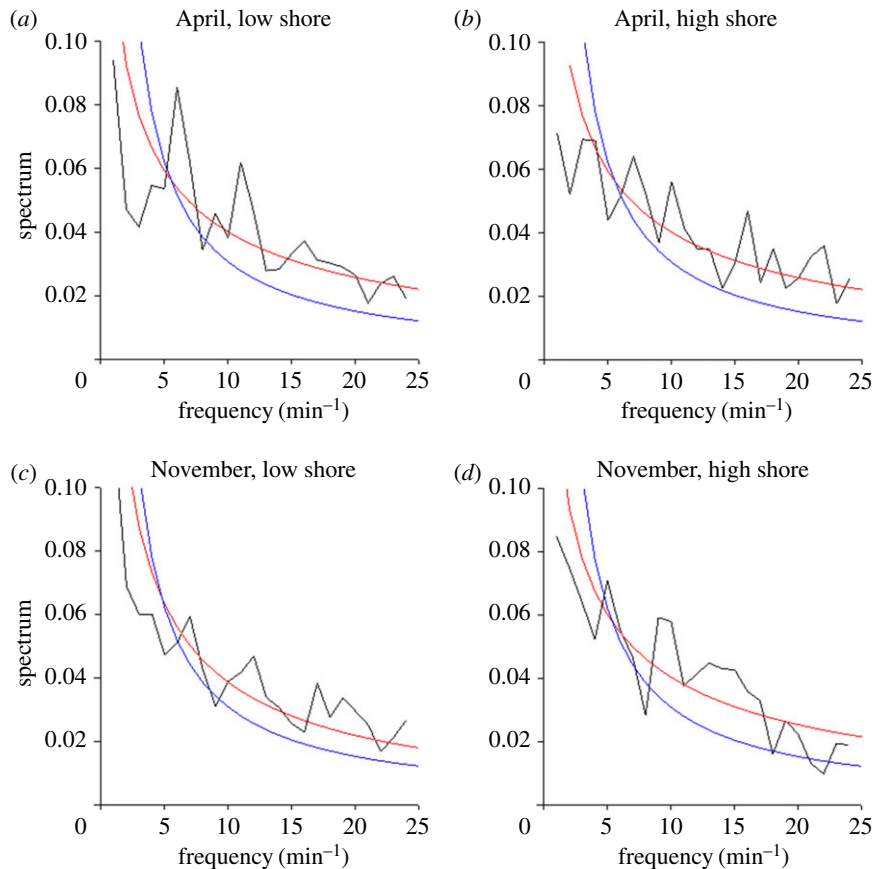 (a) April, low shore
0.10
0.08
0.06
0.04
0.02
0 5 10 15 20 25
spectrum
frequency (min−1)
(b) April, high shore
0.10
0.08
0.06
0.04
0.02
0 5 10 15 20 25
frequency (min−1)
(c) November, low shore
0.10
0.08
0.06
0.04
0.02
0 5 10 15 20 25
spectrum
frequency (min−1)
(d) November, high shore
0.10
0.08
0.06
0.04
0.02
0 5 10 15 20 25
frequency (min−1)